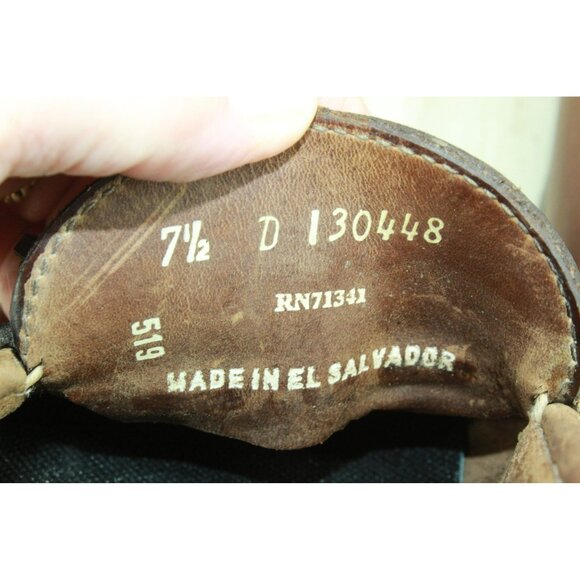 7½ D 130448
RN71341
519
MADE IN EL SALVADOR